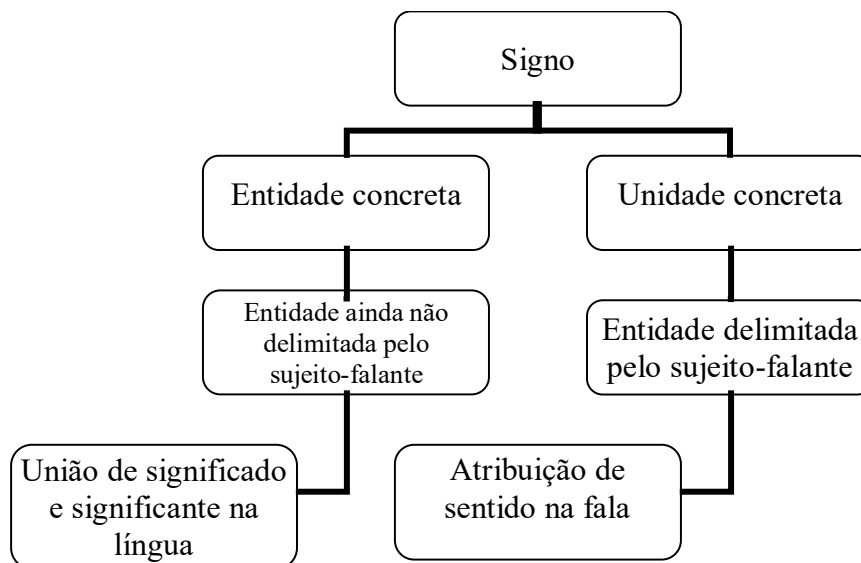 Signo
Entidade concreta
Unidade concreta
Entidade ainda não
delimitada pelo
sujeito-falante
Entidade delimitada
pelo sujeito-falante
União de significado
e significante na
língua
Atribuição de
sentido na fala